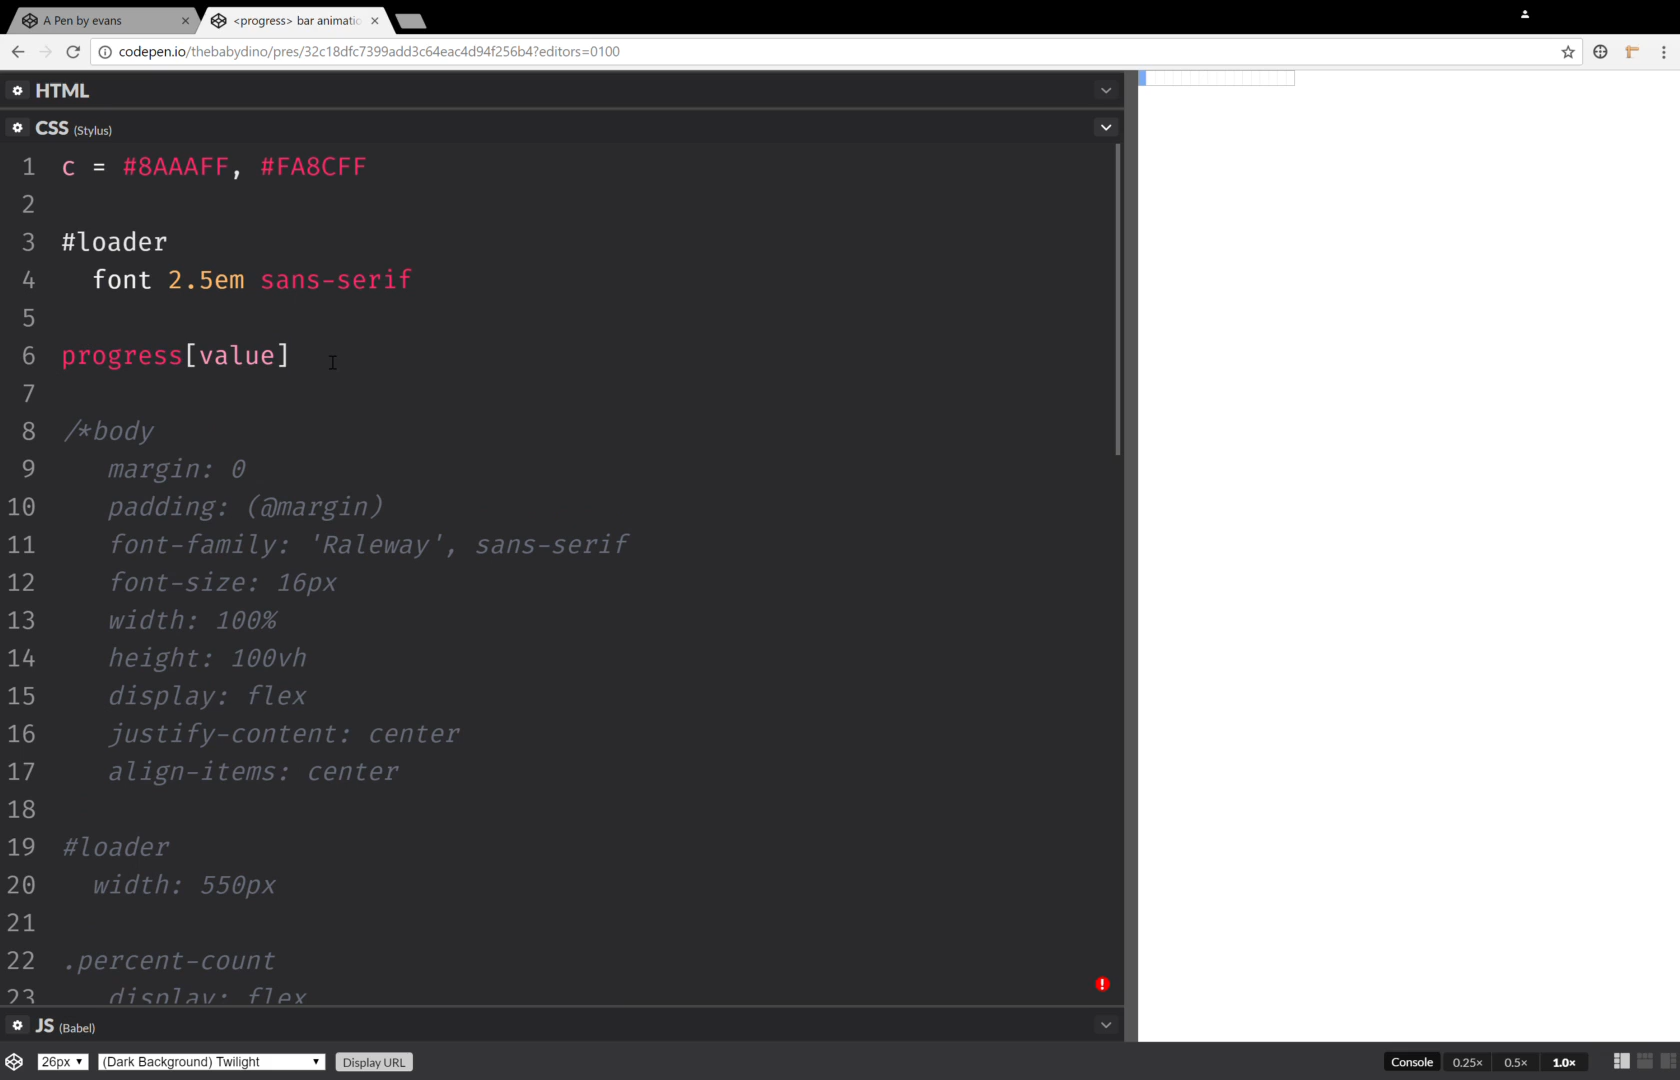 A Pen by evans
<progress> bar animatio
codepen.io/thebabydino/pres/32c18dfc7399add3c64eac4d94f256b4?editors=0100
HTML
CSS (Stylus)
1 c = #8AAAFF, #FA8CFF
2
3 #loader
4 font 2.5em sans-serif
5
6 progress[value]
7
8 /*body
9 margin: 0
10 padding: (@margin)
11 font-family: 'Raleway', sans-serif
12 font-size: 16px
13 width: 100%
14 height: 100vh
15 display: flex
16 justify-content: center
17 align-items: center
18
19 #loader
20 width: 550px
21
22 .percent-count
23 display: flex
JS (Babel)
26px (Dark Background) Twilight Display URL Console 0.25× 0.5× 1.0×